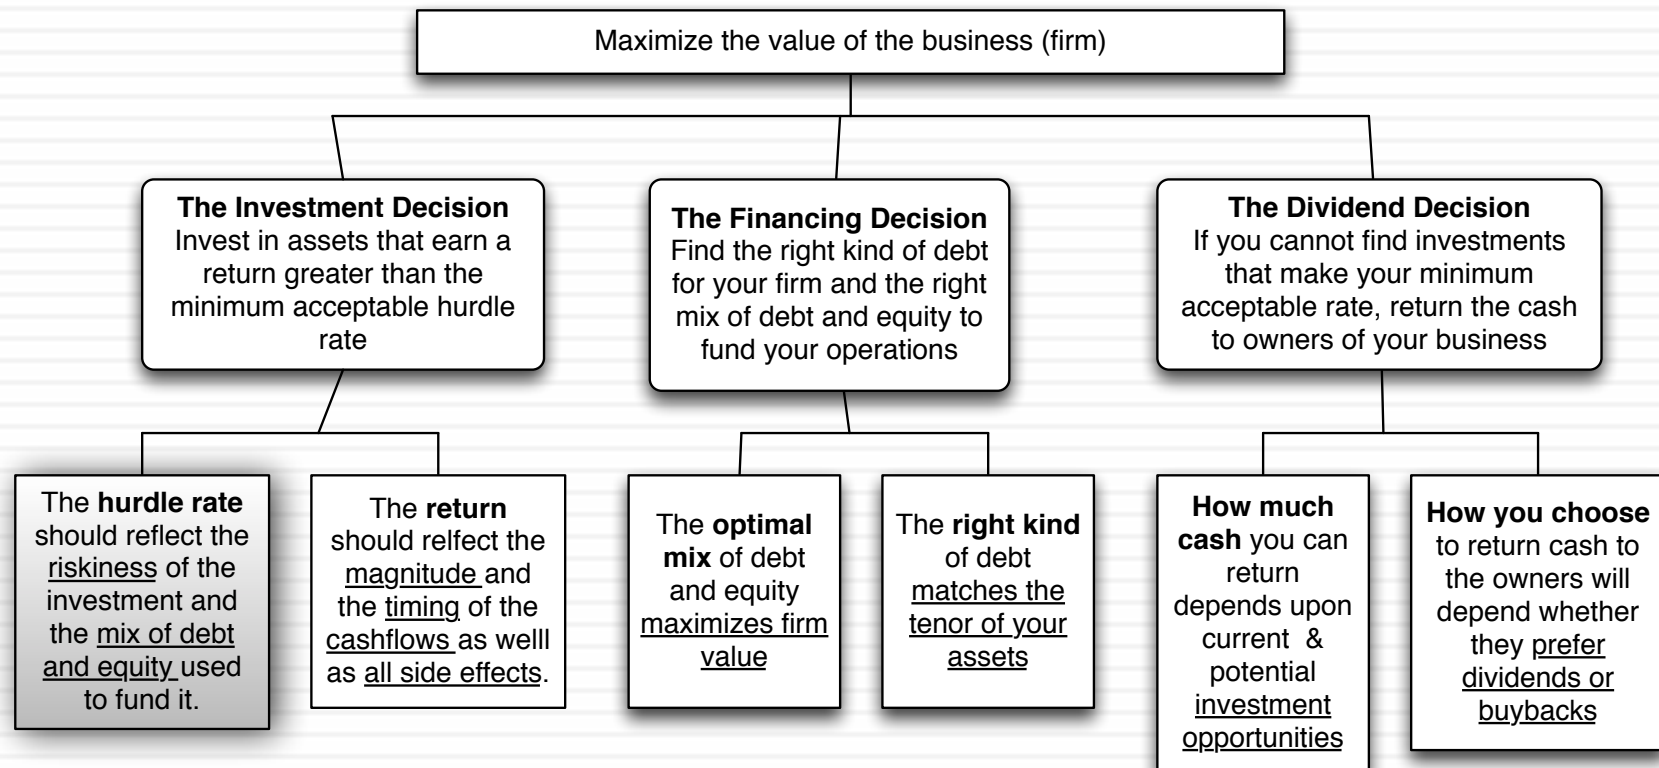 Maximize the value of the business (firm)
The Investment Decision
Invest in assets that earn a
return greater than the
minimum acceptable hurdle
rate
The Financing Decision
Find the right kind of debt
for your firm and the right
mix of debt and equity to
fund your operations
The Dividend Decision
If you cannot find investments
that make your minimum
acceptable rate, return the cash
to owners of your business
The hurdle rate
should reflect the
riskiness of the
investment and
the mix of debt
and equity used
to fund it.
The return
should relfect the
magnitude and
the timing of the
cashflows as welll
as all side effects.
The optimal
mix of debt
and equity
maximizes firm
value
The right kind
of debt
matches the
tenor of your
assets
How much
cash you can
return
depends upon
current &
potential
investment
opportunities
How you choose
to return cash to
the owners will
depend whether
they prefer
dividends or
buybacks